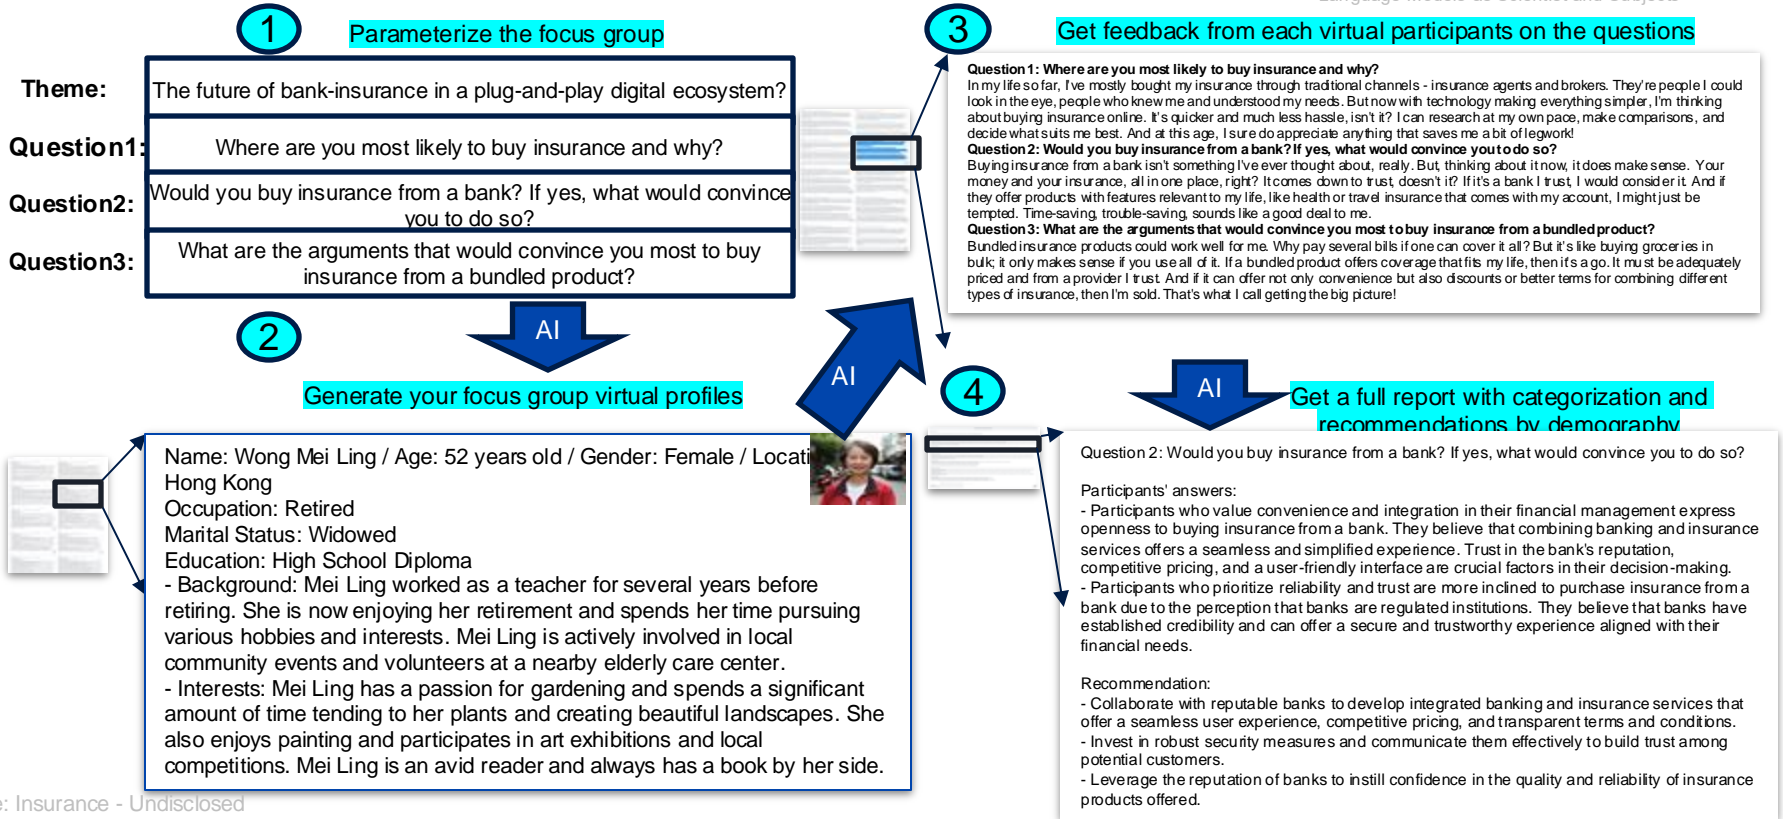 Language Models as Scientist and Subjects
1
Parameterize the focus group
Theme:
The future of bank-insurance in a plug-and-play digital ecosystem?
Question1:
Where are you most likely to buy insurance and why?
Question2:
Would you buy insurance from a bank? If yes, what would convince
you to do so?
Question3:
What are the arguments that would convince you most to buy
insurance from a bundled product?
AI
2
Generate your focus group virtual profiles
Name: Wong Mei Ling / Age: 52 years old / Gender: Female / Locati
Hong Kong
Occupation: Retired
Marital Status: Widowed
Education: High School Diploma
- Background: Mei Ling worked as a teacher for several years before
retiring. She is now enjoying her retirement and spends her time pursuing
various hobbies and interests. Mei Ling is actively involved in local
community events and volunteers at a nearby elderly care center.
- Interests: Mei Ling has a passion for gardening and spends a significant
amount of time tending to her plants and creating beautiful landscapes. She
also enjoys painting and participates in art exhibitions and local
competitions. Mei Ling is an avid reader and always has a book by her side.
AI
3
Get feedback from each virtual participants on the questions
Question 1: Where are you most likely to buy insurance and why?
In my life so far, I've mostly bought my insurance through traditional channels - insurance agents and brokers. They're people I could
look in the eye, people who knew me and understood my needs. But now with technology making everything simpler, I'm thinking
about buying insurance online. It's quicker and much less hassle, isn't it? I can research at my own pace, make comparisons, and
decide what suits me best. And at this age, I sure do appreciate anything that saves me a bit of legwork!
Question 2: Would you buy insurance from a bank? If yes, what would convince you to do so?
Buying insurance from a bank isn't something I've ever thought about, really. But, thinking about it now, it does make sense. Your
money and your insurance, all in one place, right? It comes down to trust, doesn't it? If it's a bank I trust, I would consider it. And if
they offer products with features relevant to my life, like health or travel insurance that comes with my account, I might just be
tempted. Time-saving, trouble-saving, sounds like a good deal to me.
Question 3: What are the arguments that would convince you most to buy insurance from a bundled product?
Bundled insurance products could work well for me. Why pay several bills if one can cover it all? But it's like buying groceries in
bulk; it only makes sense if you use all of it. If a bundled product offers coverage that fits my life, then it's a go. It must be adequately
priced and from a provider I trust. And if it can offer not only convenience but also discounts or better terms for combining different
types of insurance, then I'm sold. That's what I call getting the big picture!
AI
4
Get a full report with categorization and
recommendations by demography
Question 2: Would you buy insurance from a bank? If yes, what would convince you to do so?
Participants' answers:
- Participants who value convenience and integration in their financial management express
openness to buying insurance from a bank. They believe that combining banking and insurance
services offers a seamless and simplified experience. Trust in the bank's reputation,
competitive pricing, and a user-friendly interface are crucial factors in their decision-making.
- Participants who prioritize reliability and trust are more inclined to purchase insurance from a
bank due to the perception that banks are regulated institutions. They believe that banks have
established credibility and can offer a secure and trustworthy experience aligned with their
financial needs.
Recommendation:
- Collaborate with reputable banks to develop integrated banking and insurance services that
offer a seamless user experience, competitive pricing, and transparent terms and conditions.
- Invest in robust security measures and communicate them effectively to build trust among
potential customers.
- Leverage the reputation of banks to instill confidence in the quality and reliability of insurance
products offered.
e: Insurance - Undisclosed